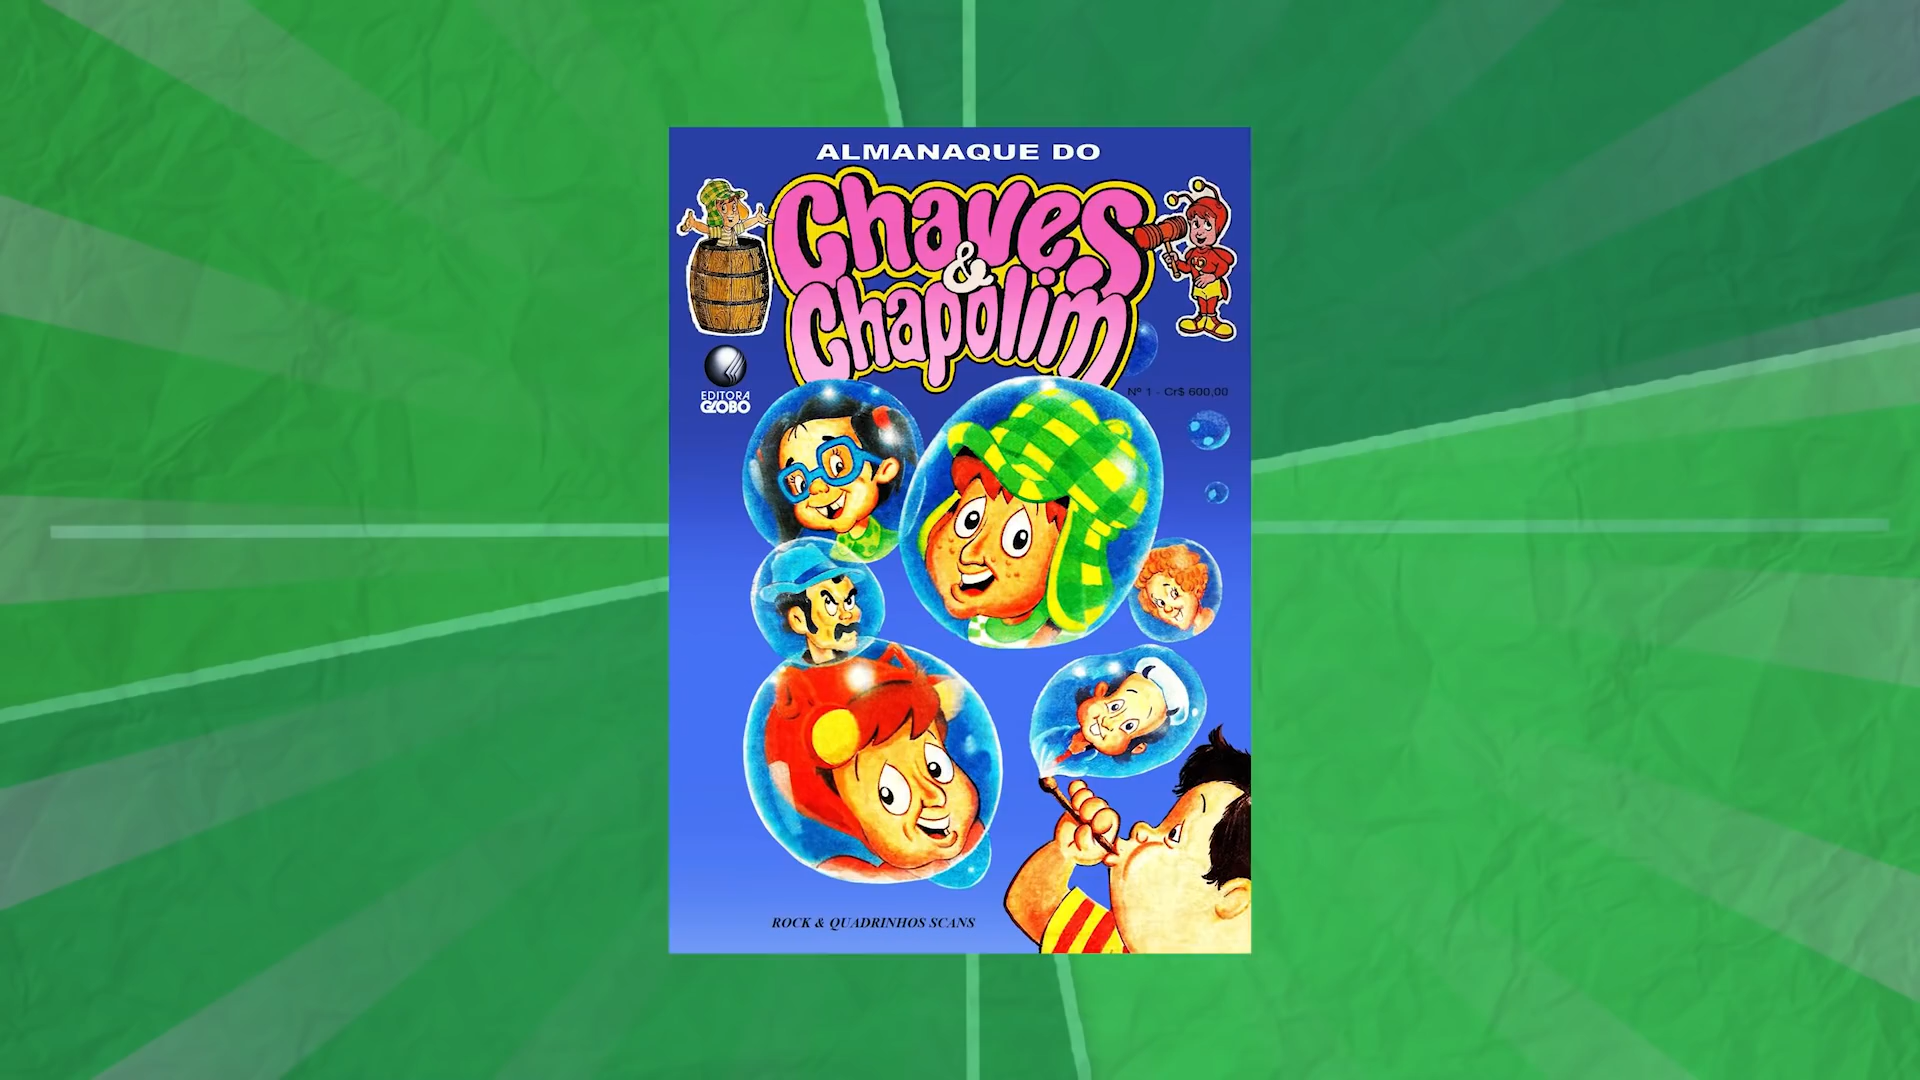 ALMANAQUE DO
Chaves
&
Chapolim
EDITORA
GLOBO
Nº 1 - Cr$ 600,00
ROCK & QUADRINHOS SCANS